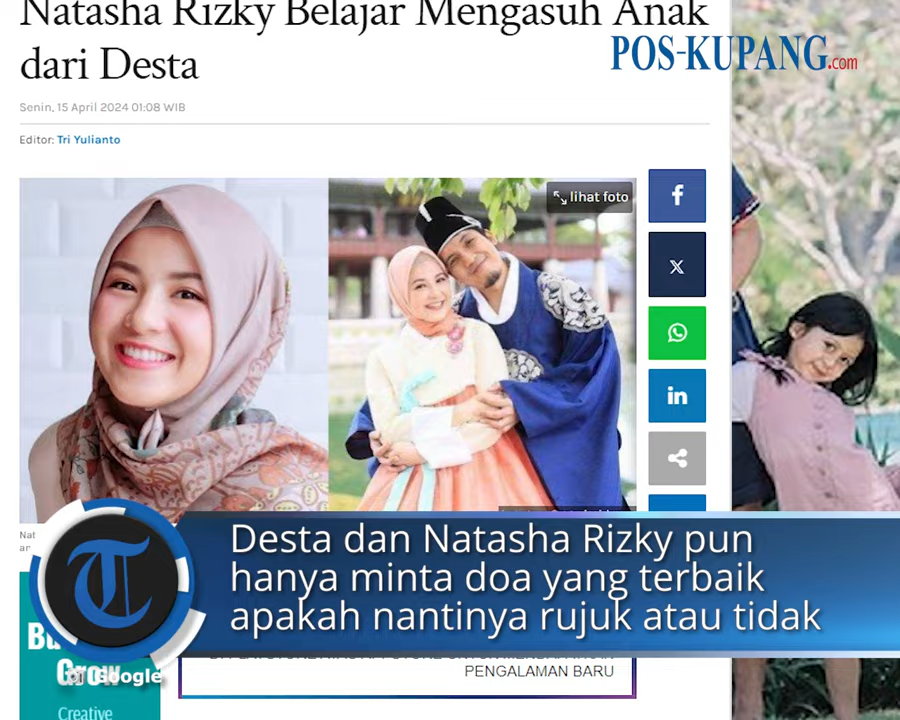 Natasha Rizky Belajar Mengasuh Anak
dari Desta
POS-KUPANG.com
Senin, 15 April 2024 01:08 WIB
Editor: Tri Yulianto
lihat foto
Desta dan Natasha Rizky pun
hanya minta doa yang terbaik
apakah nantinya rujuk atau tidak
PENGALAMAN BARU
Grow
Google
Creative